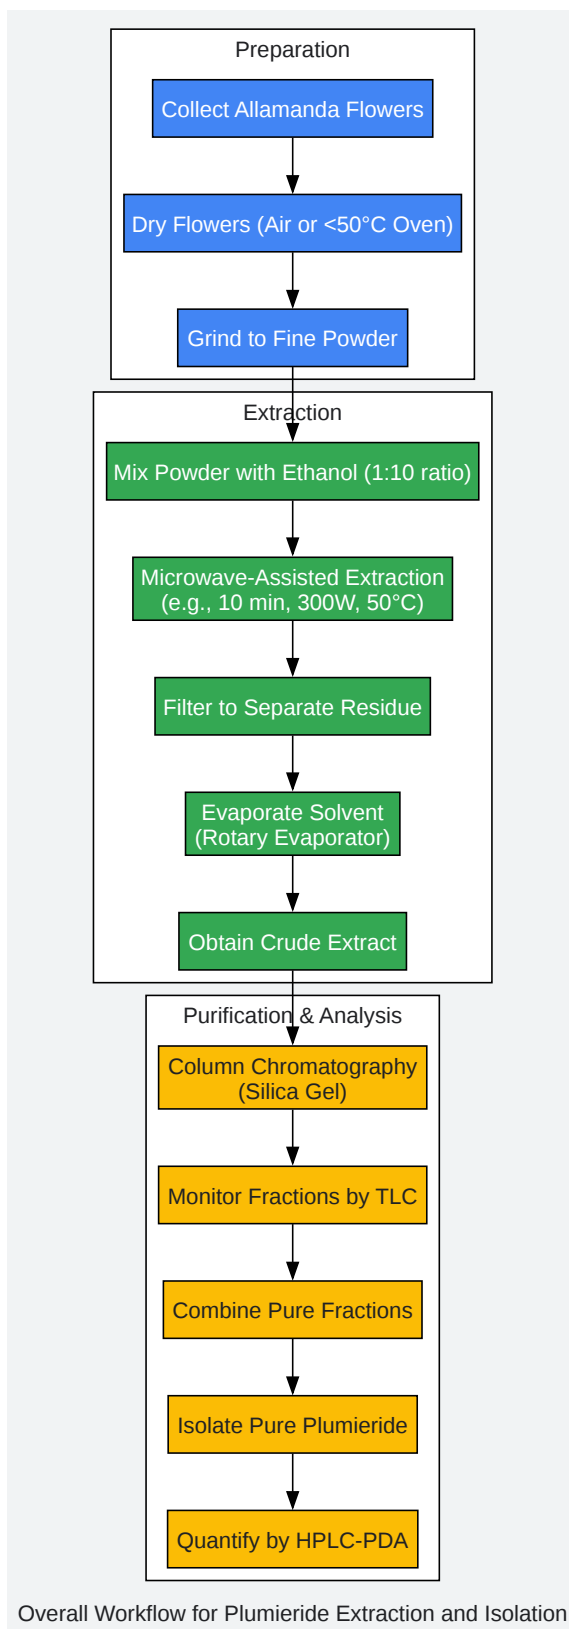 Preparation
Collect Allamanda Flowers
Dry Flowers (Air or <50°C Oven)
Grind to Fine Powder
Extraction
Mix Powder with Ethanol (1:10 ratio)
Microwave-Assisted Extraction
(e.g., 10 min, 300W, 50°C)
Filter to Separate Residue
Evaporate Solvent
(Rotary Evaporator)
Obtain Crude Extract
Purification & Analysis
Column Chromatography
(Silica Gel)
Monitor Fractions by TLC
Combine Pure Fractions
Isolate Pure Plumieride
Quantify by HPLC-PDA
Overall Workflow for Plumieride Extraction and Isolation